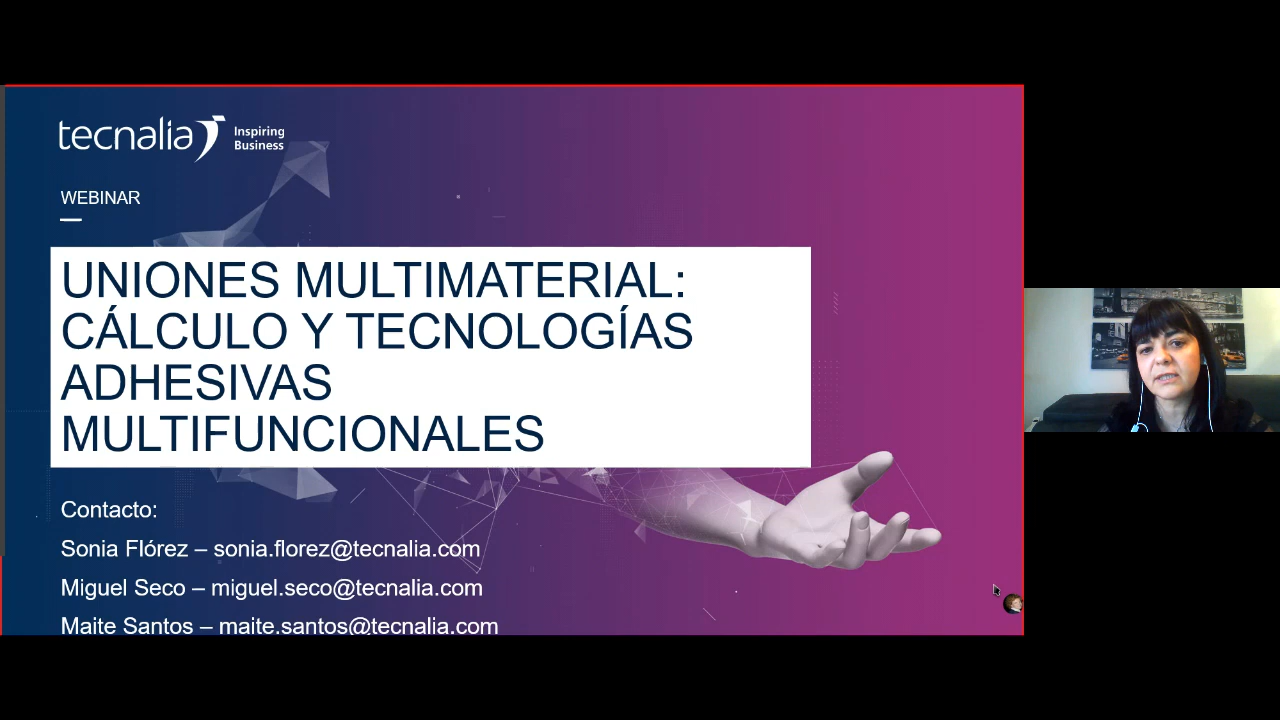 tecnalia Inspiring
Business
WEBINAR
UNIONES MULTIMATERIAL:
CÁLCULO Y TECNOLOGÍAS
ADHESIVAS
MULTIFUNCIONALES
Contacto:
Sonia Flórez – sonia.florez@tecnalia.com
Miguel Seco – miguel.seco@tecnalia.com
Maite Santos – maite.santos@tecnalia.com